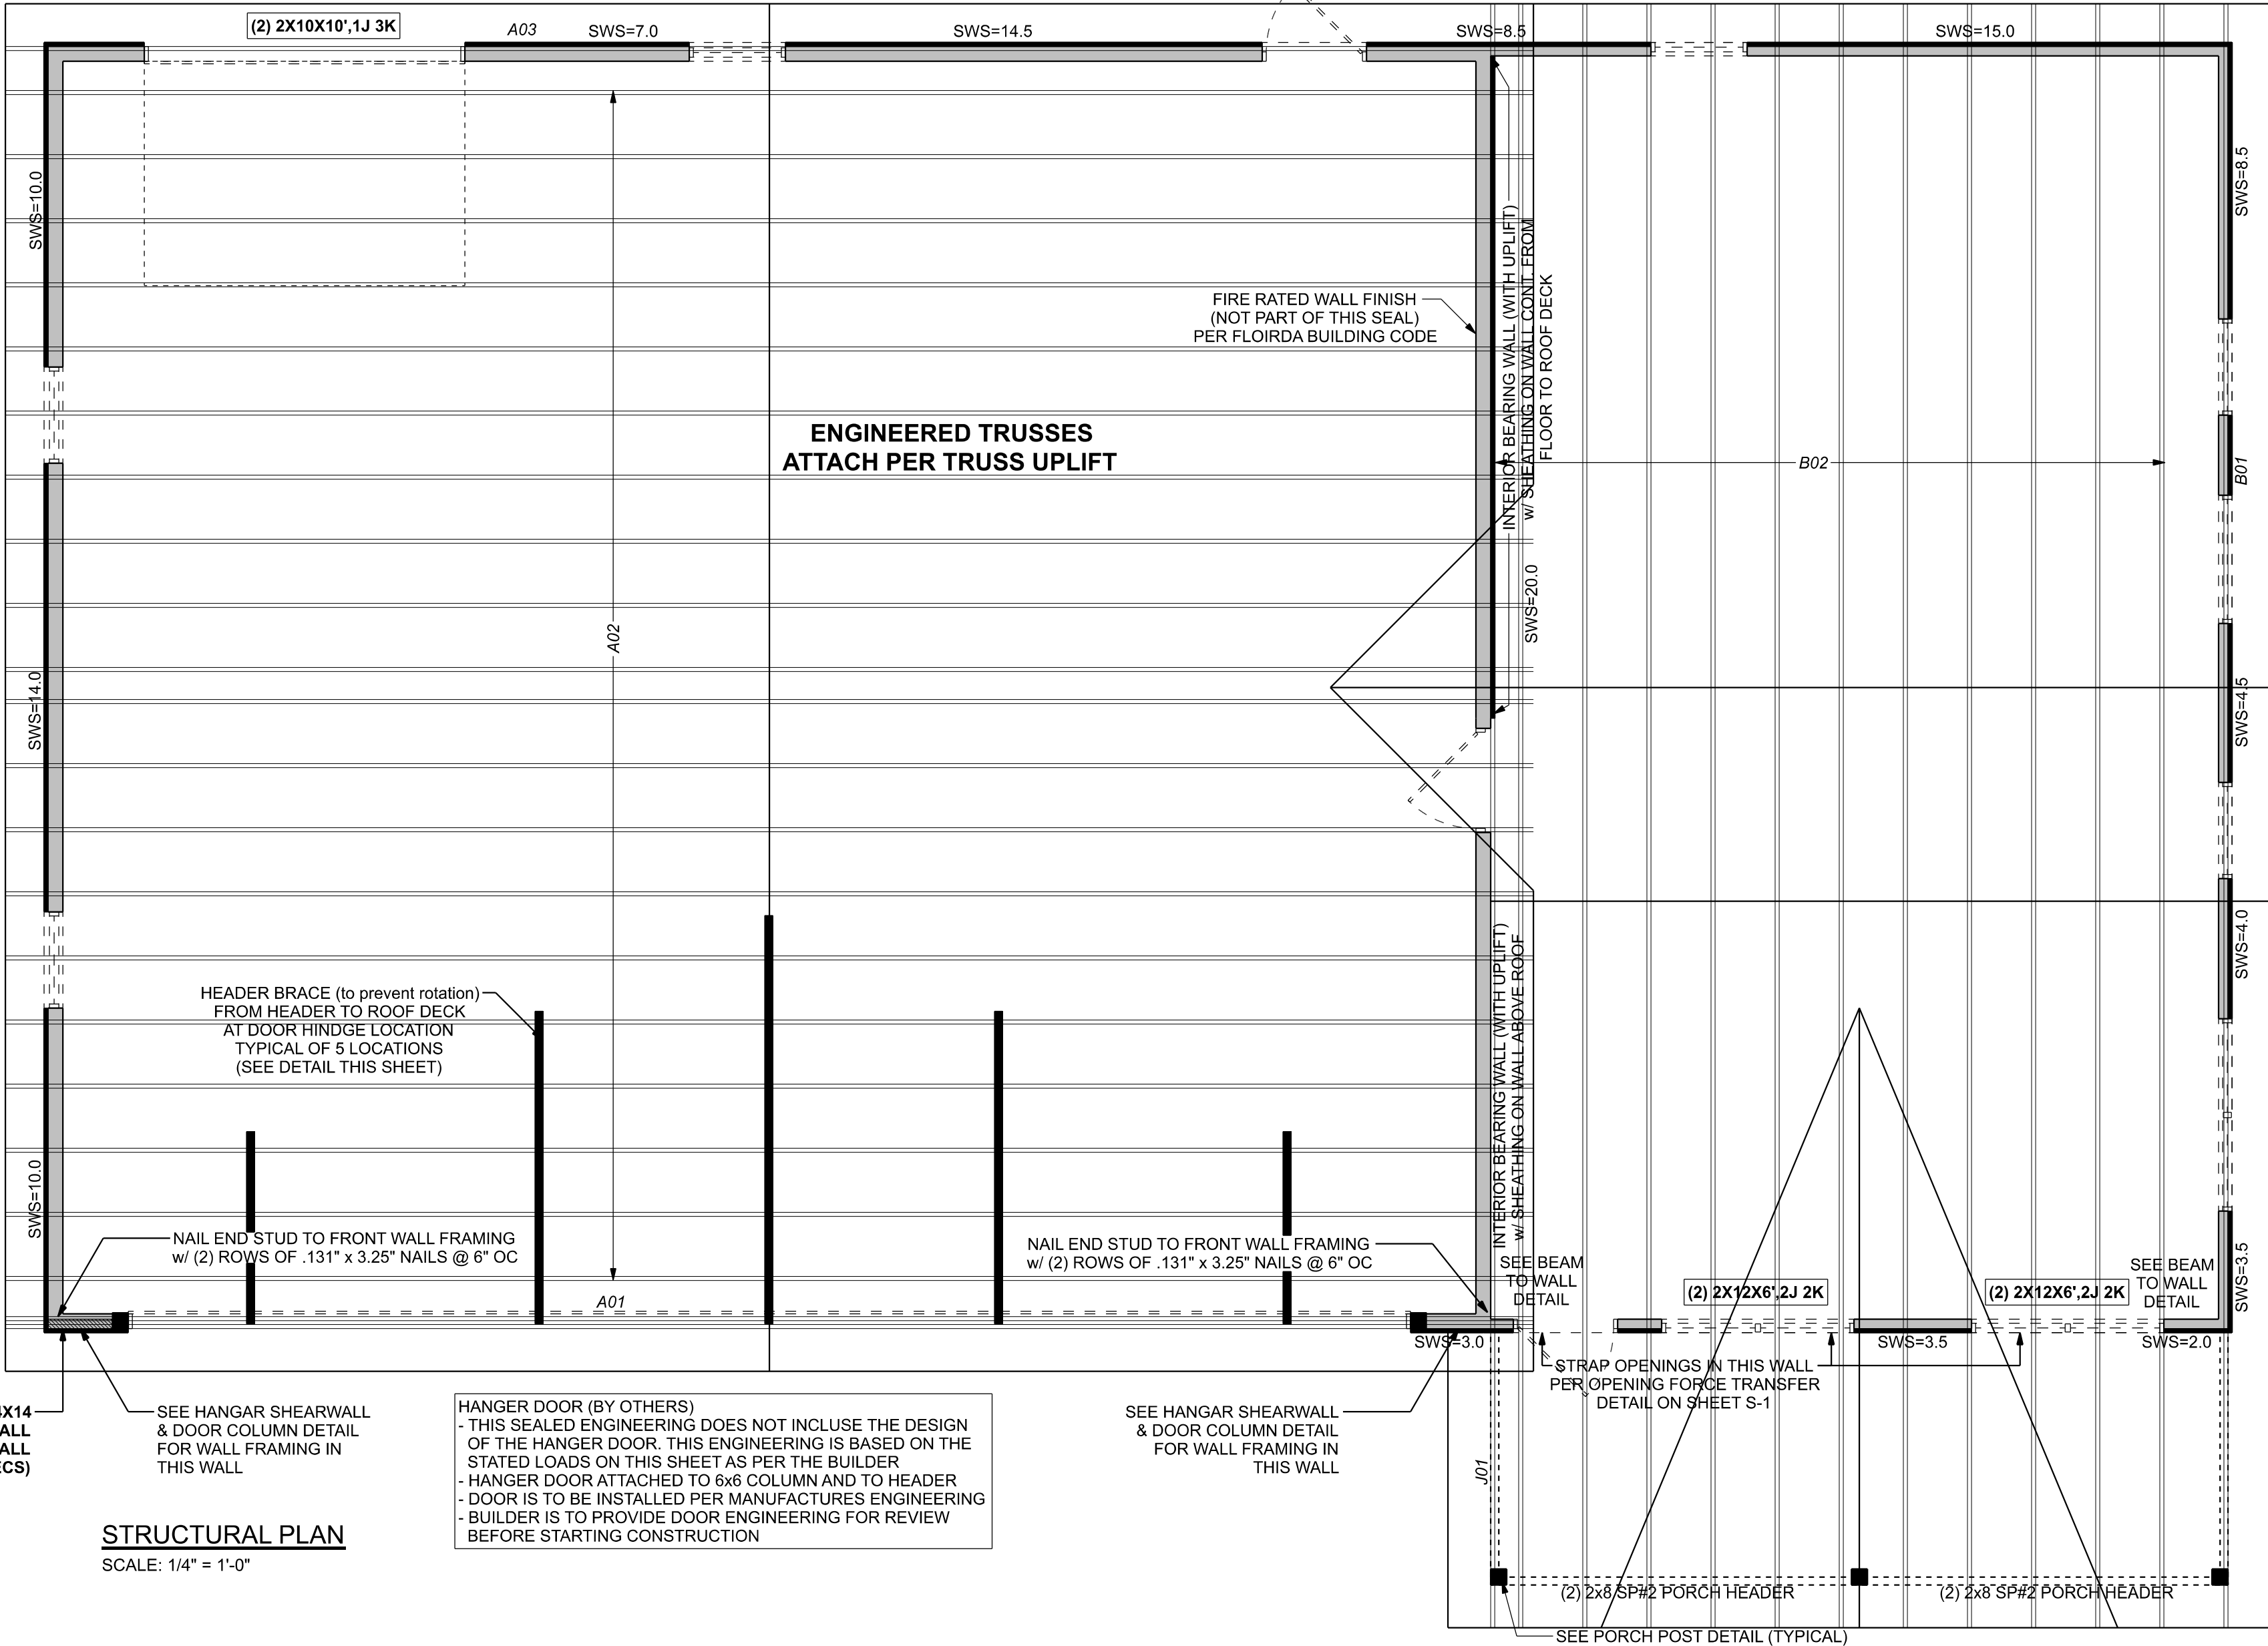 (2) 2X10X10',1J 3K
A03
SWS=7.0
SWS=14.5
SWS=8.5
SWS=15.0
SWS=10.0
SWS=8.5
INTERIOR BEARING WALL (WITH UPLIFT)
w/ SHEATHING ON WALL CONT. FROM
FLOOR TO ROOF DECK
FIRE RATED WALL FINISH
(NOT PART OF THIS SEAL)
PER FLOIRDA BUILDING CODE
ENGINEERED TRUSSES
ATTACH PER TRUSS UPLIFT
B02
B01
SWS=20.0
A02
SWS=14.0
SWS=4.5
SWS=4.0
INTERIOR BEARING WALL (WITH UPLIFT)
w/ SHEATHING ON WALL ABOVE ROOF
HEADER BRACE (to prevent rotation)
FROM HEADER TO ROOF DECK
AT DOOR HINDGE LOCATION
TYPICAL OF 5 LOCATIONS
(SEE DETAIL THIS SHEET)
SWS=10.0
NAIL END STUD TO FRONT WALL FRAMING
w/ (2) ROWS OF .131" x 3.25" NAILS @ 6" OC
NAIL END STUD TO FRONT WALL FRAMING
w/ (2) ROWS OF .131" x 3.25" NAILS @ 6" OC
SEE BEAM
TO WALL
DETAIL
(2) 2X12X6',2J 2K
(2) 2X12X6',2J 2K
SEE BEAM
TO WALL
DETAIL
SWS=3.5
A01
SWS=3.0
SWS=3.5
SWS=2.0
STRAP OPENINGS IN THIS WALL
PER OPENING FORCE TRANSFER
DETAIL ON SHEET S-1
4X14
ALL
ALL
ECS)
SEE HANGAR SHEARWALL
& DOOR COLUMN DETAIL
FOR WALL FRAMING IN
THIS WALL
HANGER DOOR (BY OTHERS)
- THIS SEALED ENGINEERING DOES NOT INCLUSE THE DESIGN
OF THE HANGER DOOR. THIS ENGINEERING IS BASED ON THE
STATED LOADS ON THIS SHEET AS PER THE BUILDER
- HANGER DOOR ATTACHED TO 6x6 COLUMN AND TO HEADER
- DOOR IS TO BE INSTALLED PER MANUFACTURES ENGINEERING
- BUILDER IS TO PROVIDE DOOR ENGINEERING FOR REVIEW
BEFORE STARTING CONSTRUCTION
SEE HANGAR SHEARWALL
& DOOR COLUMN DETAIL
FOR WALL FRAMING IN
THIS WALL
J01
STRUCTURAL PLAN
SCALE: 1/4" = 1'-0"
(2) 2x8 SP#2 PORCH HEADER
(2) 2x8 SP#2 PORCH HEADER
SEE PORCH POST DETAIL (TYPICAL)